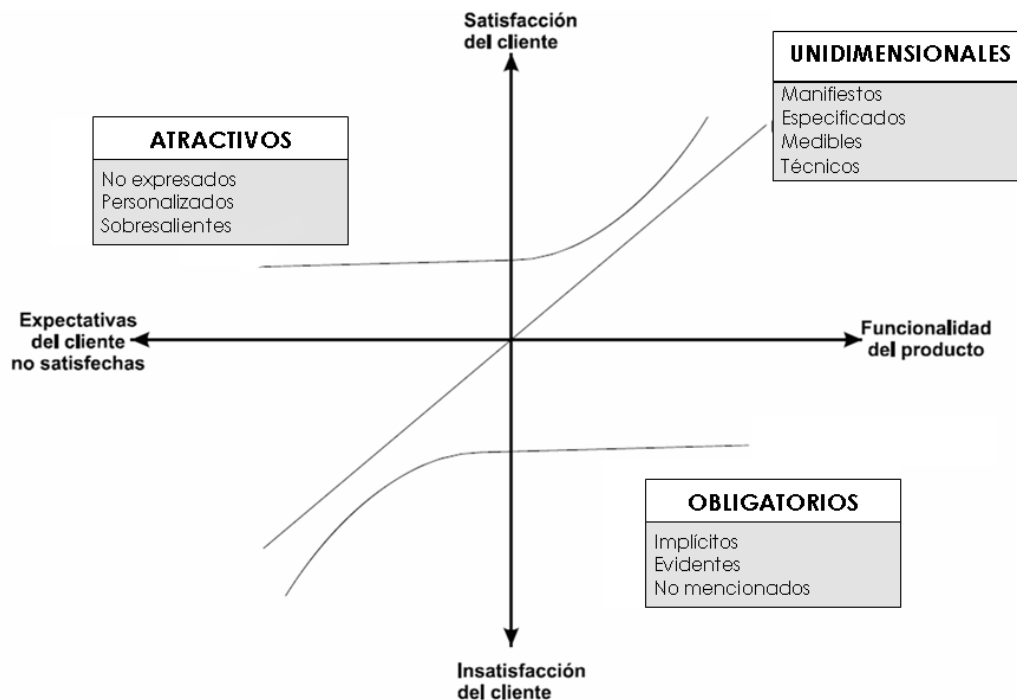 Satisfacción
del cliente
UNIDIMENSIONALES
Manifiestos
Especificados
Medibles
Técnicos
ATRACTIVOS
No expresados
Personalizados
Sobresalientes
Expectativas
del cliente
no satisfechas
Funcionalidad
del producto
OBLIGATORIOS
Implícitos
Evidentes
No mencionados
Insatisfacción
del cliente